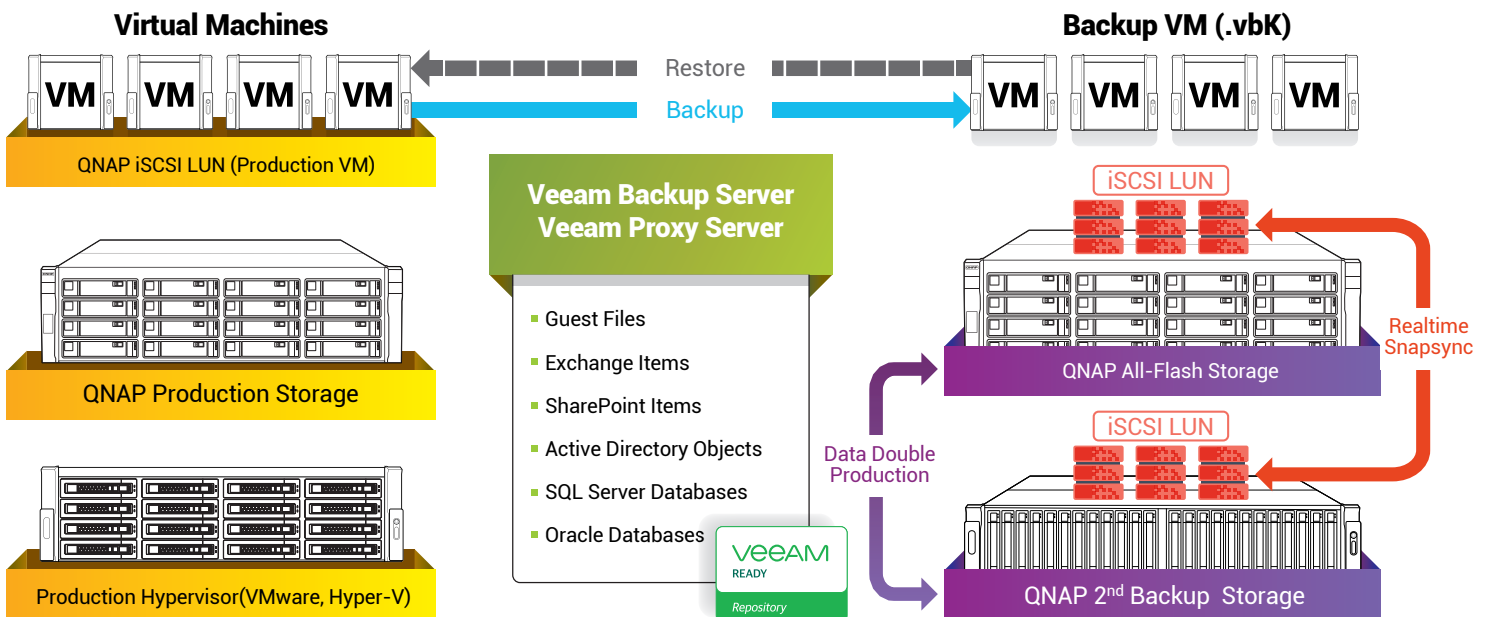 Virtual Machines
VM
VM
VM
VM
QNAP iSCSI LUN (Production VM)
QNAP Production Storage
Production Hypervisor(VMware, Hyper-V)
Restore
Backup
Veeam Backup Server
Veeam Proxy Server
Guest Files
Exchange Items
SharePoint Items
Active Directory Objects
SQL Server Databases
Oracle Databases
veeAM
READY
Repository
Backup VM (.vbK)
VM
VM
VM
VM
iSCSI LUN
QNAP All-Flash Storage
Realtime
Snapsync
Data Double
Production
iSCSI LUN
QNAP 2nd Backup Storage